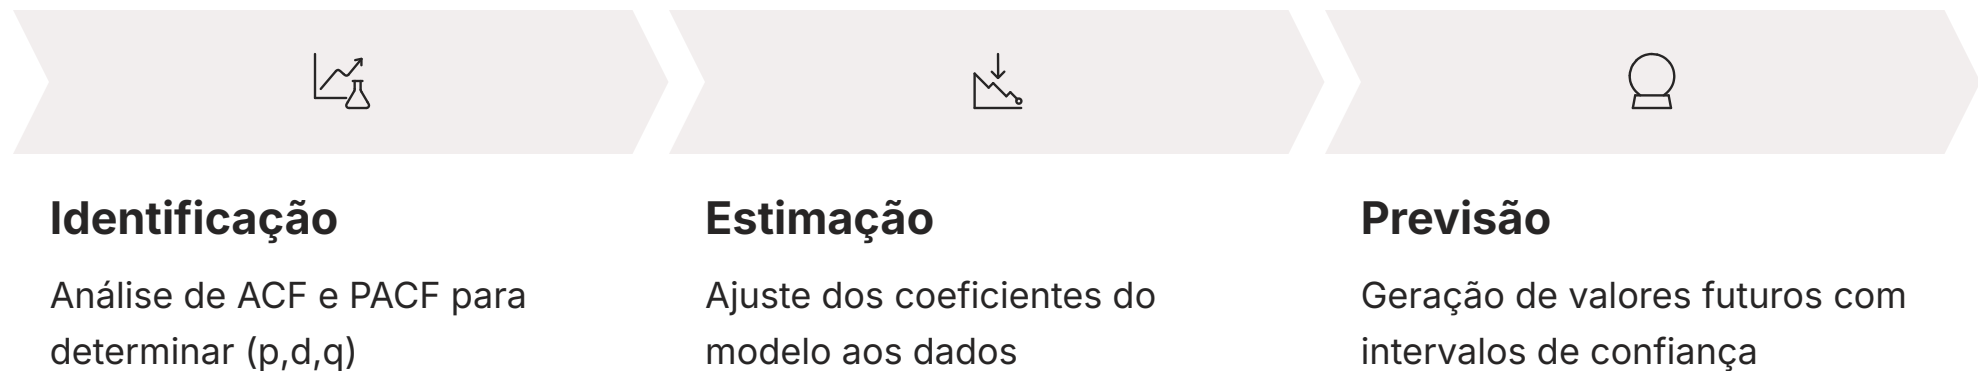 Identificação
Análise de ACF e PACF para
determinar (p,d,q)
Estimação
Ajuste dos coeficientes do
modelo aos dados
Previsão
Geração de valores futuros com
intervalos de confiança